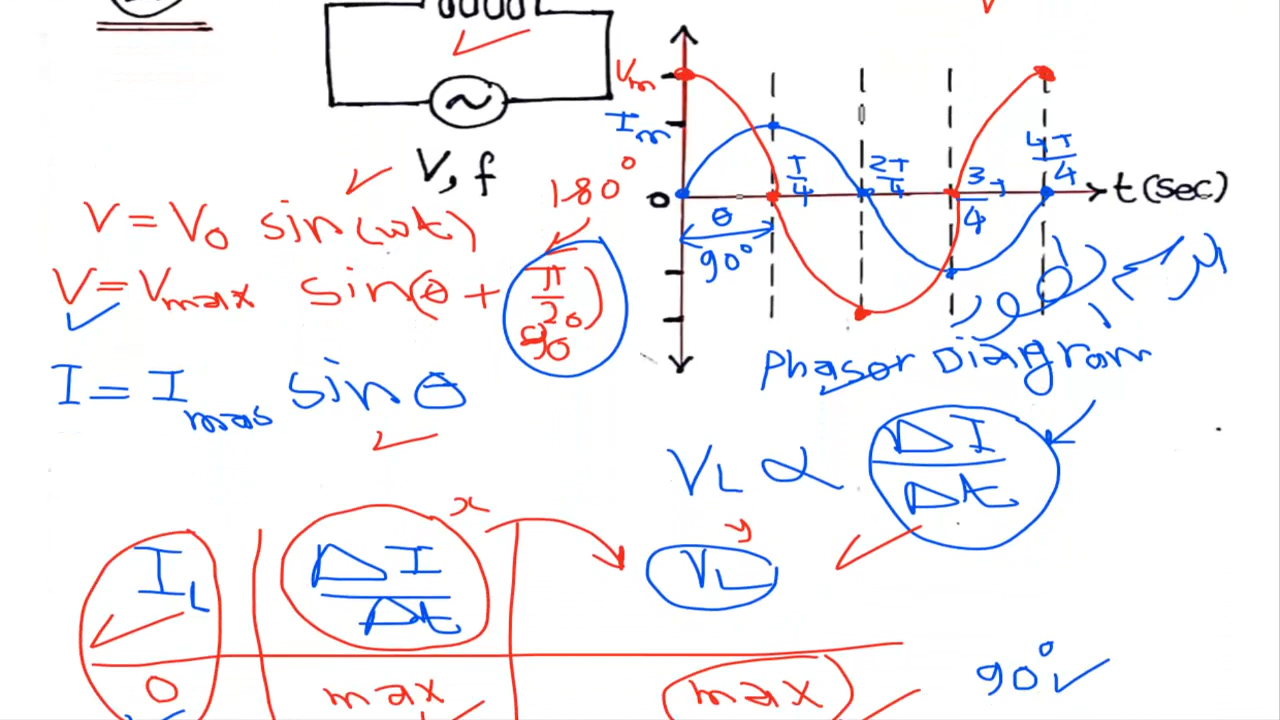 V, f
180°
V = V₀ sin(ωt)
V = Vmax sin(θ + π/2)
90
I = Imax sin θ
Vm
Im
0
T/4
2T/4
3T/4
4T/4
t (sec)
θ
90°
Phasor Diagram
VL ∝ ΔI/Δt
IL
ΔI/Δt
x
VL
y
0
max
max
90°